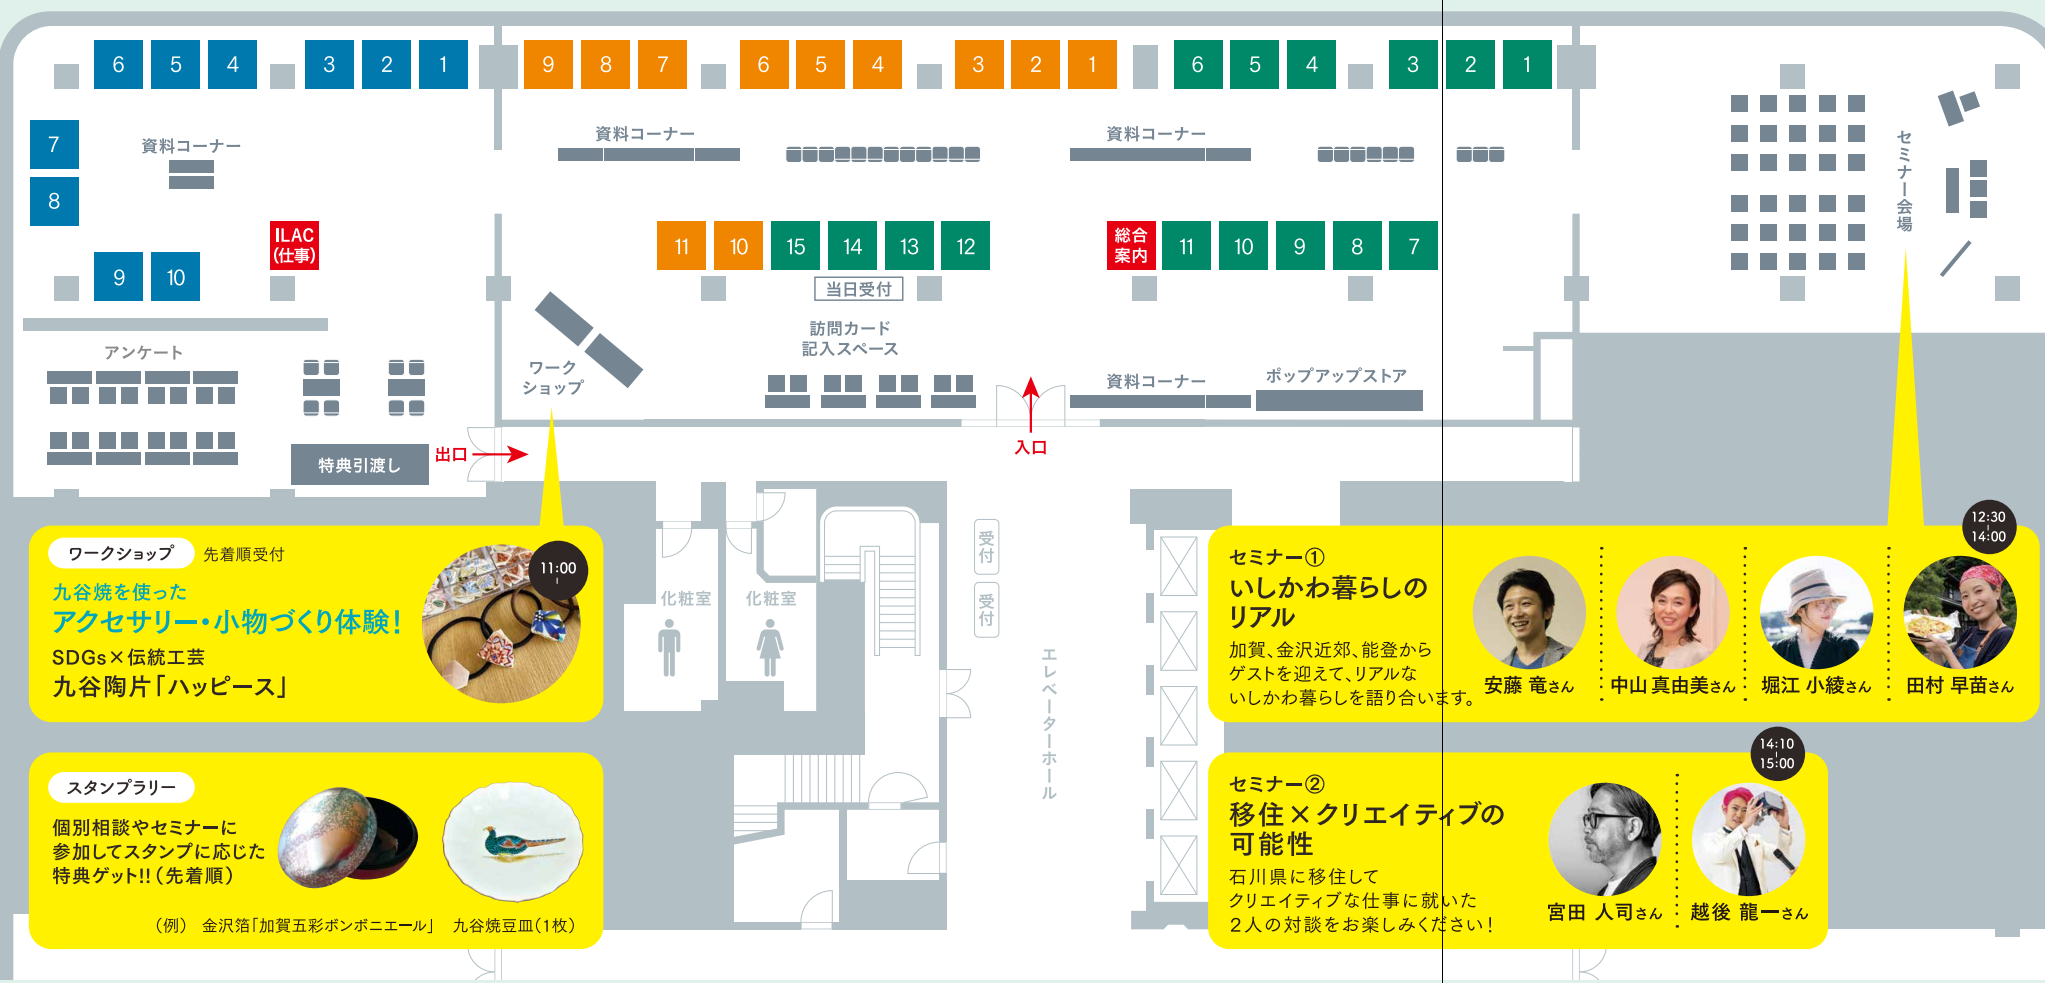 6 5 4 3 2 1 9 8 7 6 5 4 3 2 1 6 5 4 3 2 1
7
8
資料コーナー
資料コーナー
資料コーナー
セミナー会場
ILAC
(仕事)
9 10
11 10 15 14 13 12
総合
案内
11 10 9 8 7
当日受付
訪問カード
記入スペース
アンケート
ワーク
ショップ
資料コーナー
ポップアップストア
特典引渡し
出口
入口
受付
受付
化粧室
化粧室
エレベーターホール
ワークショップ
先着順受付
11:00
-
九谷焼を使った
アクセサリー・小物づくり体験!
SDGs×伝統工芸
九谷陶片「ハッピース」
スタンプラリー
個別相談やセミナーに
参加してスタンプに応じた
特典ゲット!!(先着順)
(例) 金沢箔「加賀五彩ボンボニエール」 九谷焼豆皿(1枚)
12:30
-
14:00
セミナー①
いしかわ暮らしの
リアル
加賀、金沢近郊、能登から
ゲストを迎えて、リアルな
いしかわ暮らしを語り合います。
安藤 竜さん
中山 真由美さん
堀江 小綾さん
田村 早苗さん
14:10
-
15:00
セミナー②
移住×クリエイティブの
可能性
石川県に移住して
クリエイティブな仕事に就いた
2人の対談をお楽しみください!
宮田 人司さん
越後 龍一さん